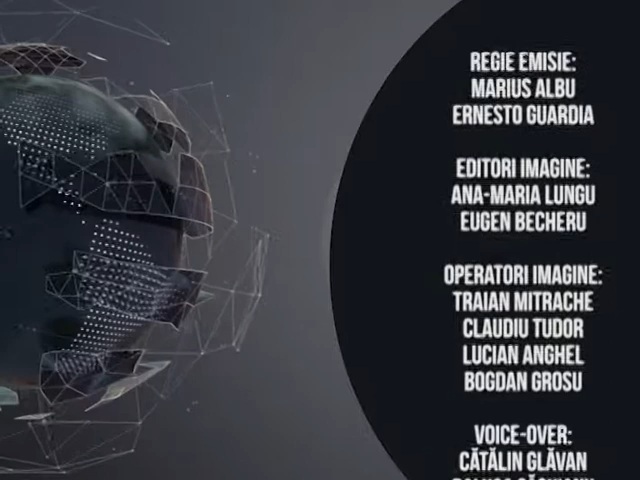 REGIE EMISIE:
MARIUS ALBU
ERNESTO GUARDIA
EDITORI IMAGINE:
ANA-MARIA LUNGU
EUGEN BECHERU
OPERATORI IMAGINE:
TRAIAN MITRACHE
CLAUDIU TUDOR
LUCIAN ANGHEL
BOGDAN GROSU
VOICE-OVER:
CĂTĂLIN GLĂVAN